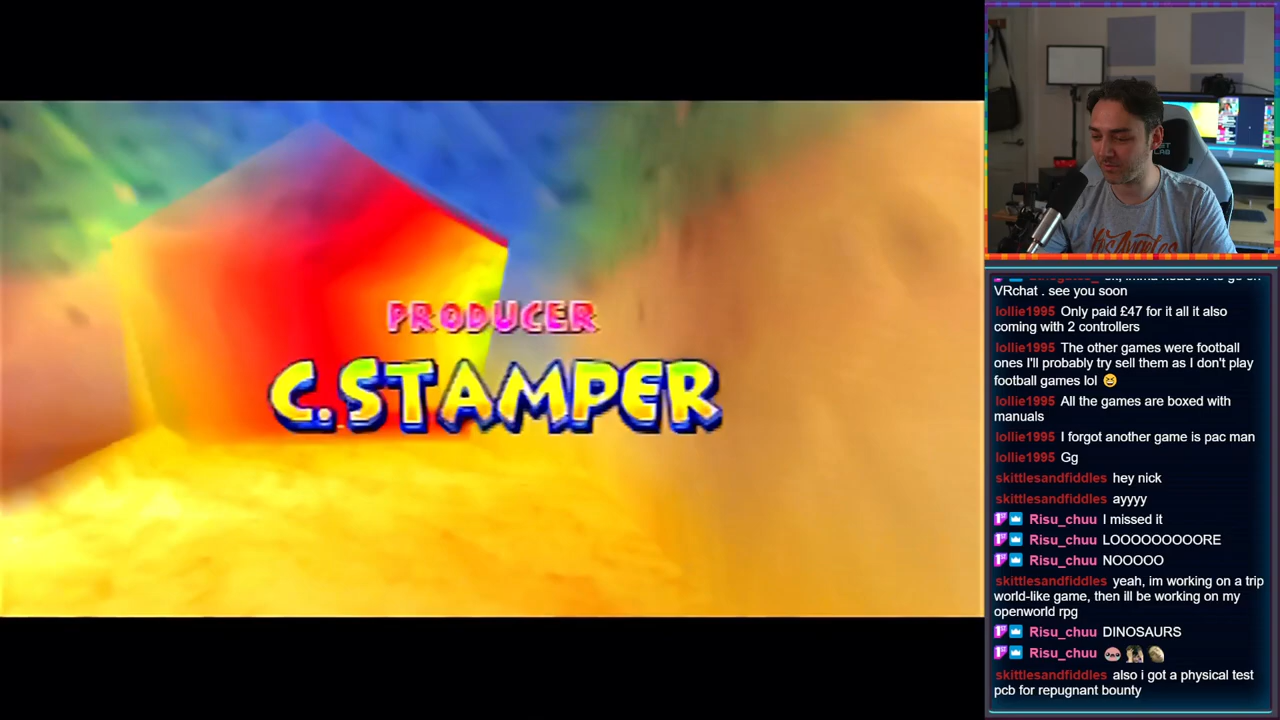 PRODUCER
C.STAMPER
VRchat . see you soon
lollie1995 Only paid £47 for it all it also
coming with 2 controllers
lollie1995 The other games were football
ones I'll probably try sell them as I don't play
football games lol
lollie1995 All the games are boxed with
manuals
lollie1995 I forgot another game is pac man
lollie1995 Gg
skittlesandfiddles hey nick
skittlesandfiddles ayyyy
Risu_chuu I missed it
Risu_chuu LOOOOOOOOORE
Risu_chuu NOOOOO
skittlesandfiddles yeah, im working on a trip
world-like game, then ill be working on my
openworld rpg
Risu_chuu DINOSAURS
Risu_chuu
skittlesandfiddles also i got a physical test
pcb for repugnant bounty